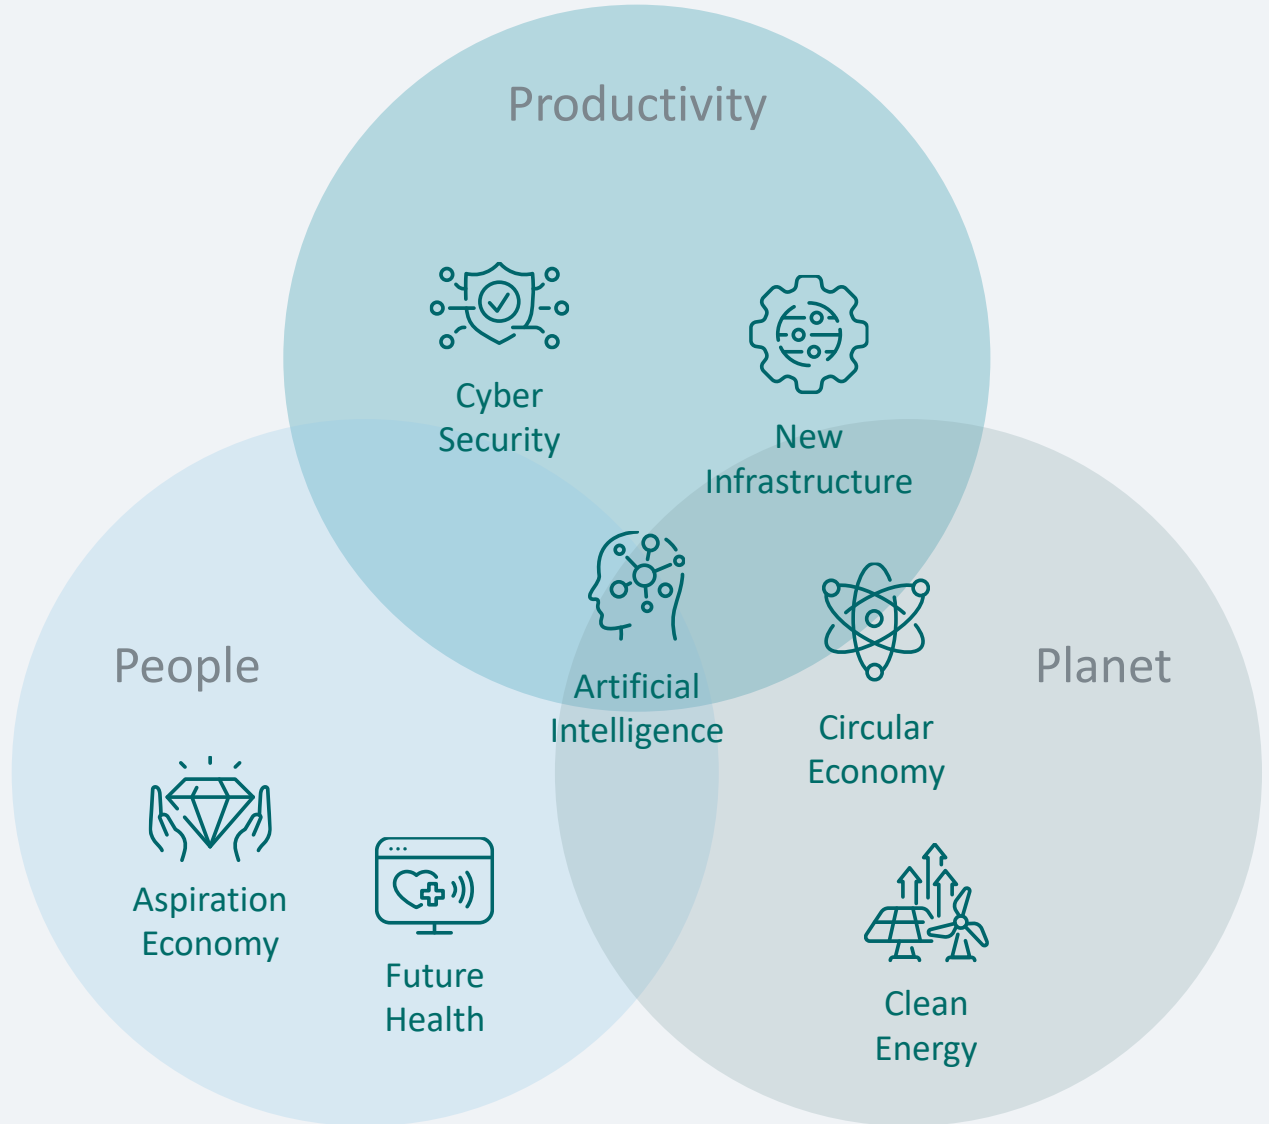 Productivity
Cyber
Security
New
Infrastructure
People
Artificial
Intelligence
Planet
Circular
Economy
Aspiration
Economy
Future
Health
Clean
Energy